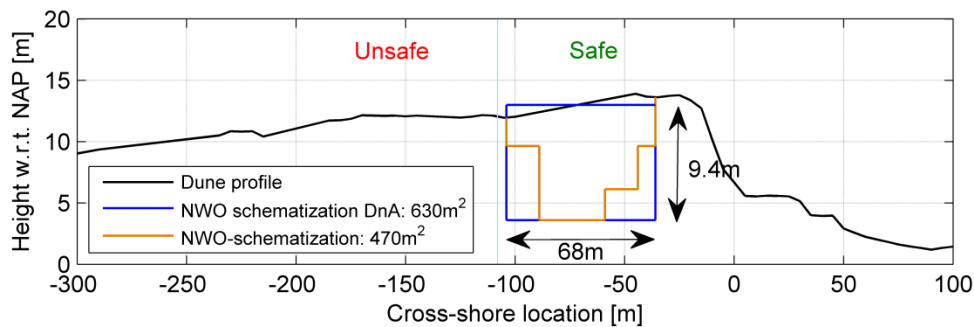 20
15
10
5
0
Height w.r.t. NAP [m]
Unsafe
Safe
9.4m
68m
Dune profile
NWO schematization DnA: 630m²
NWO-schematization: 470m²
-300 -250 -200 -150 -100 -50 0 50 100
Cross-shore location [m]